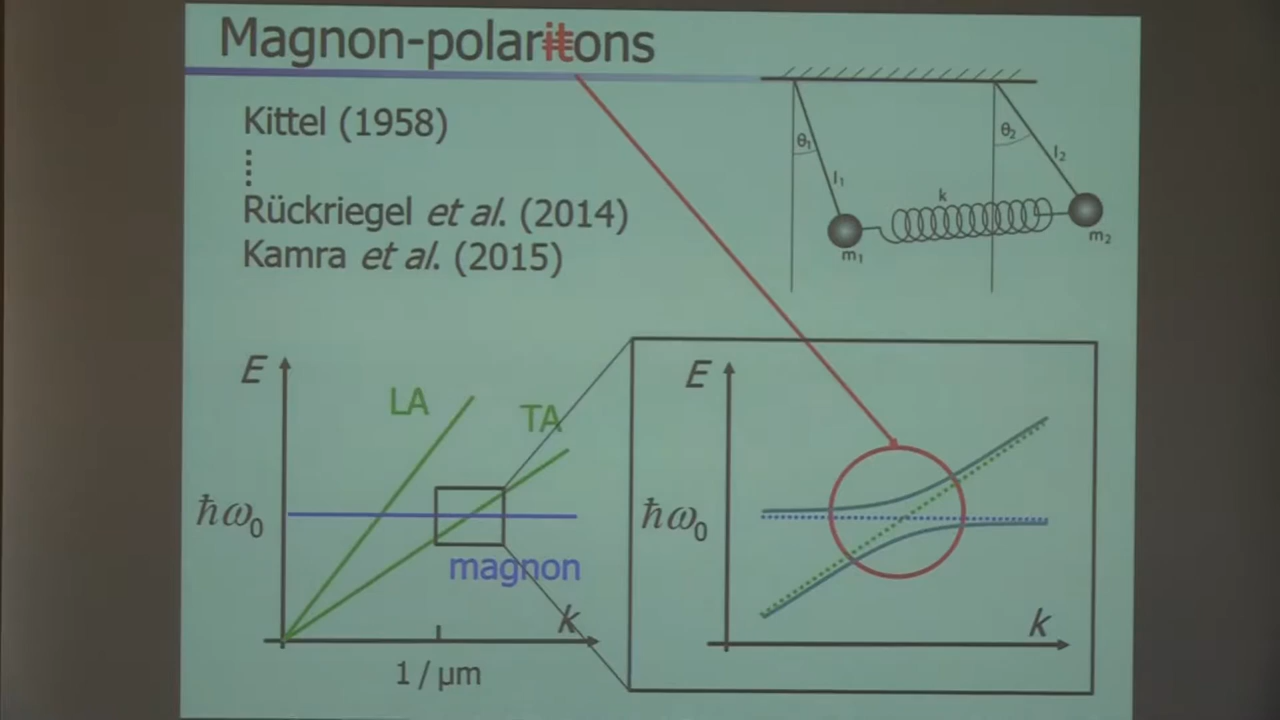 Magnon-polaritons
Kittel (1958)
Rückriegel et al. (2014)
Kamra et al. (2015)
θ₁
l₁
m₁
k
θ₂
l₂
m₂
E
LA
TA
ħω₀
magnon
k
1 / µm
E
ħω₀
k